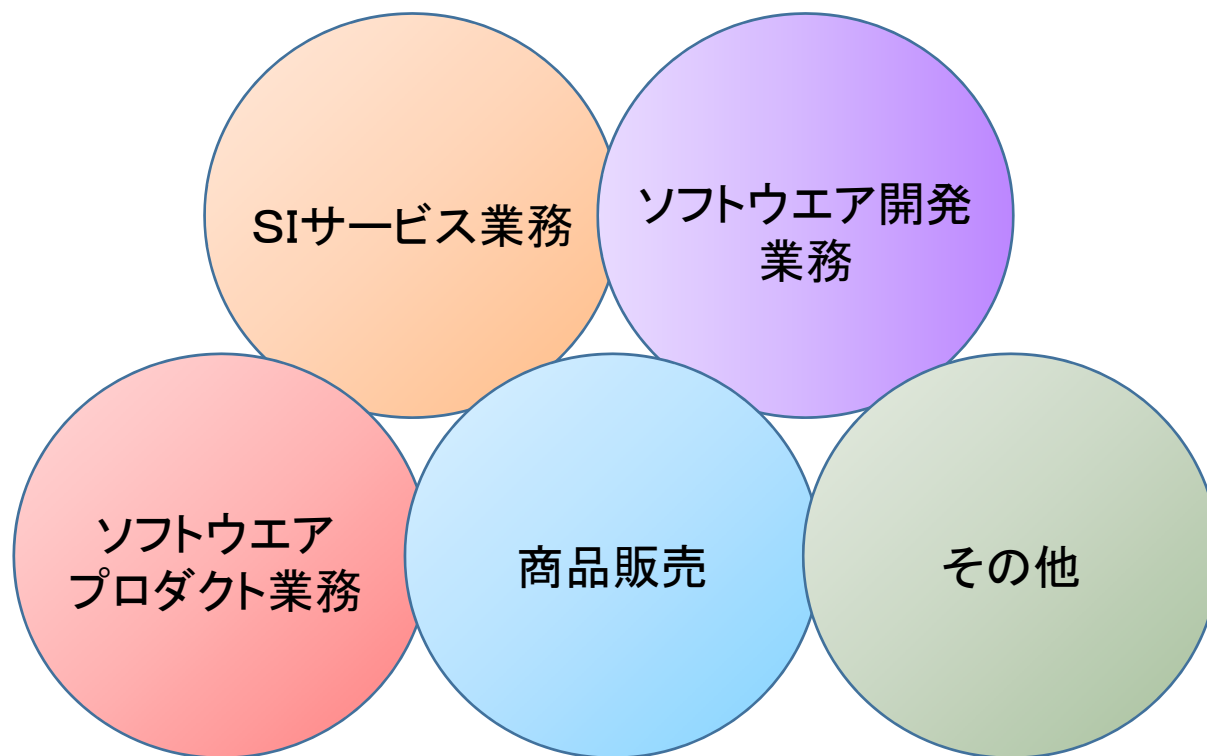 SIサービス業務
ソフトウエア開発
業務
ソフトウエア
プロダクト業務
商品販売
その他